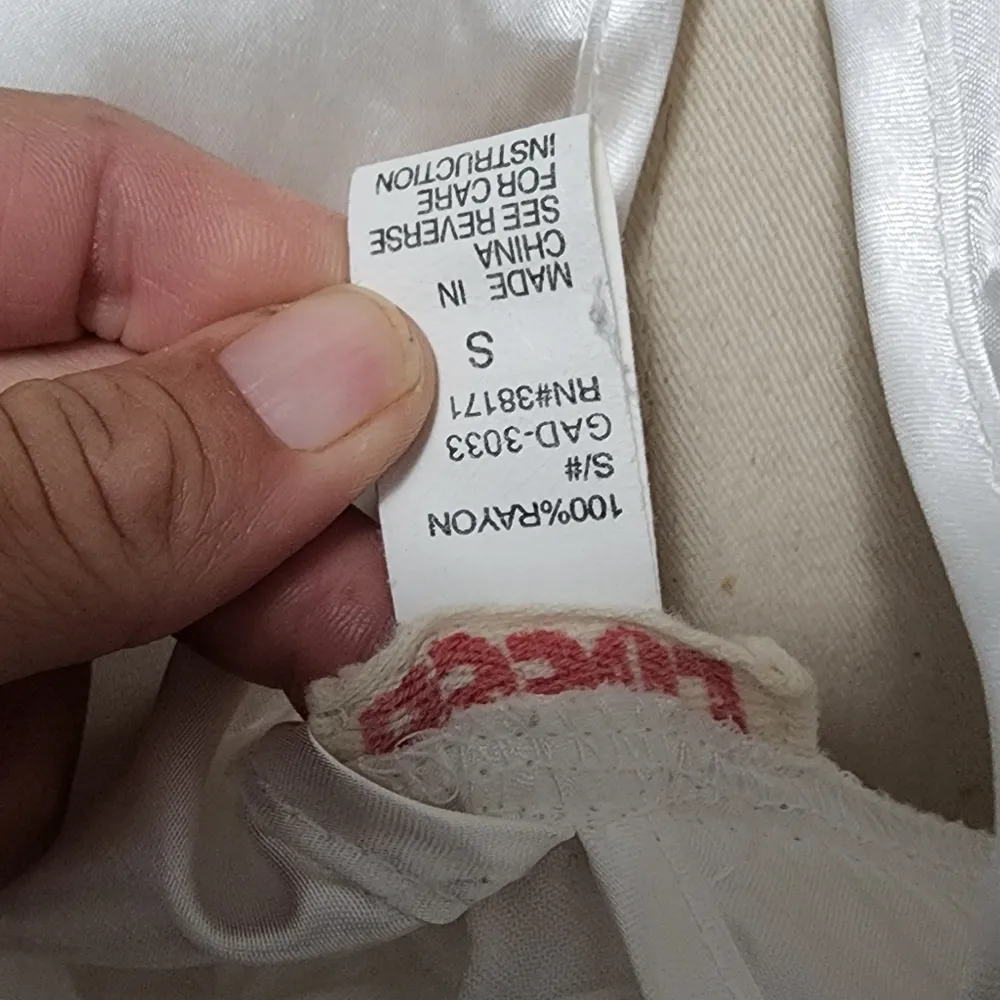 100%RAYON
S/#
GAD-3033
RN#38171
S
MADE IN
CHINA
SEE REVERSE
FOR CARE
INSTRUCTION